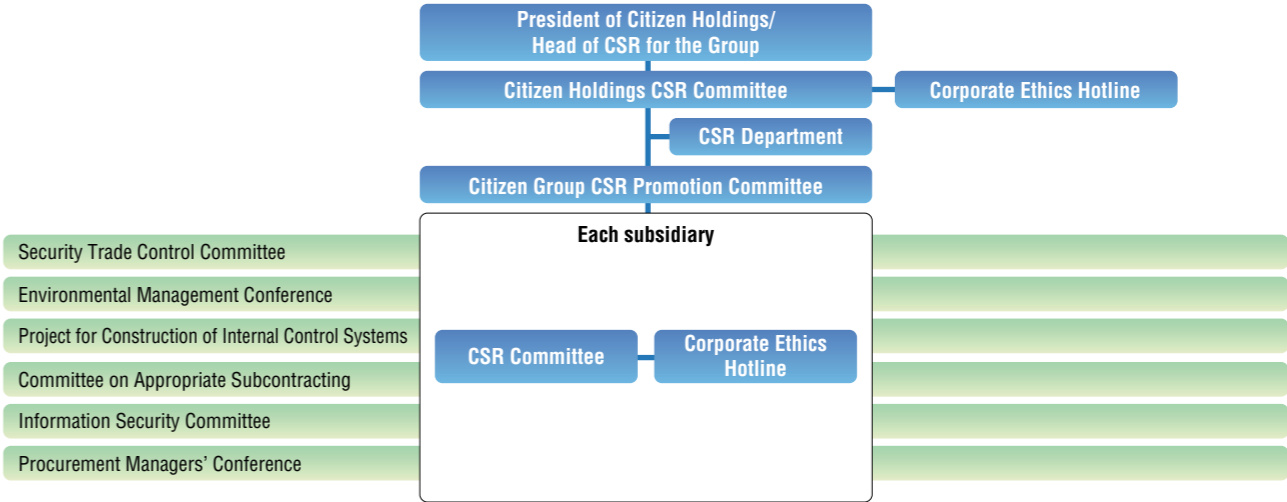 President of Citizen Holdings/
Head of CSR for the Group
Citizen Holdings CSR Committee
Corporate Ethics Hotline
CSR Department
Citizen Group CSR Promotion Committee
Each subsidiary
Security Trade Control Committee
Environmental Management Conference
Project for Construction of Internal Control Systems
CSR Committee
Corporate Ethics
Hotline
Committee on Appropriate Subcontracting
Information Security Committee
Procurement Managers’ Conference